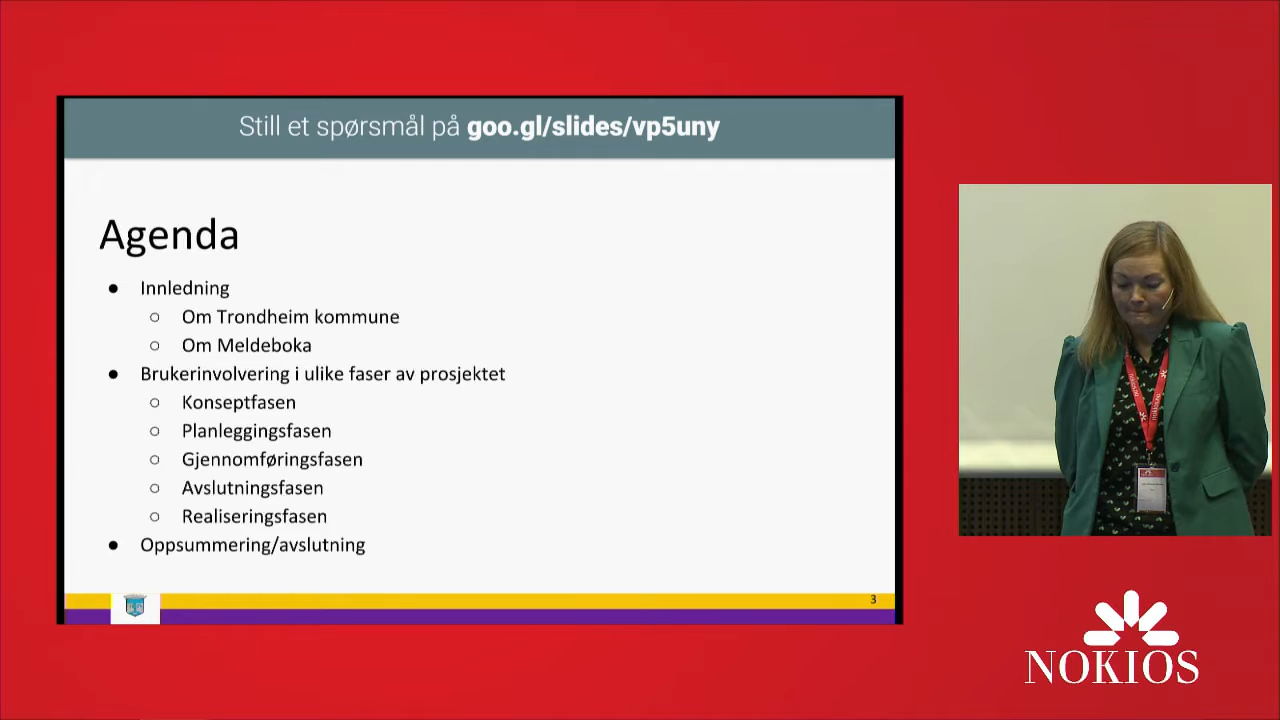 Still et spørsmål på goo.gl/slides/vp5uny
Agenda
● Innledning
○ Om Trondheim kommune
○ Om Meldeboka
● Brukerinvolvering i ulike faser av prosjektet
○ Konseptfasen
○ Planleggingsfasen
○ Gjennomføringsfasen
○ Avslutningsfasen
○ Realiseringsfasen
● Oppsummering/avslutning
3
NOKIOS